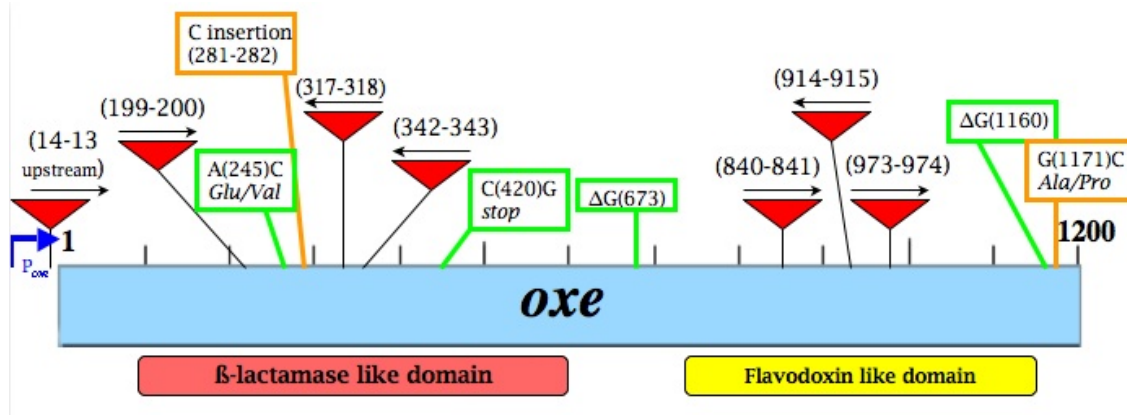 C insertion
(281-282)
(914-915)
(317-318)
(199-200)
(342-343)
(14-13
upstream)
A(245)C
Glu/Val
C(420)G
stop
ΔG(673)
(840-841)
(973-974)
ΔG(1160)
G(1171)C
Ala/Pro
1
1200
Poxe
oxe
ß-lactamase like domain
Flavodoxin like domain